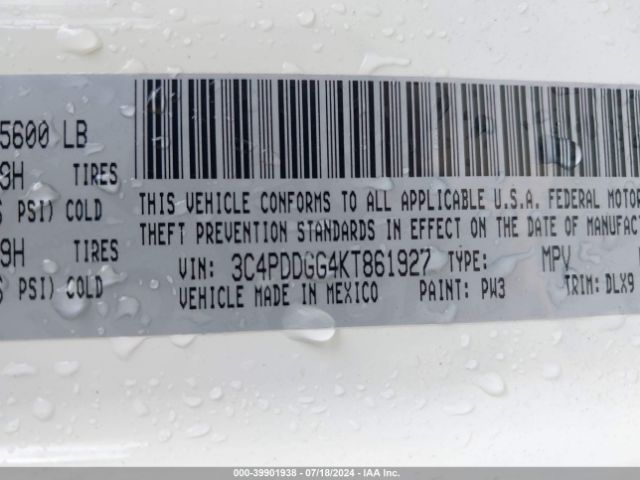 5600 LB
9H TIRES
PSI) COLD
THIS VEHICLE CONFORMS TO ALL APPLICABLE U.S.A. FEDERAL MOTOR
THEFT PREVENTION STANDARDS IN EFFECT ON THE DATE OF MANUFAC
9H TIRES
VIN: 3C4PDDGG4KT861927 TYPE: MPV
PSI) COLD
VEHICLE MADE IN MEXICO PAINT: PW3 TRIM: DLX9
000-39901938 - 07/18/2024 - IAA Inc.